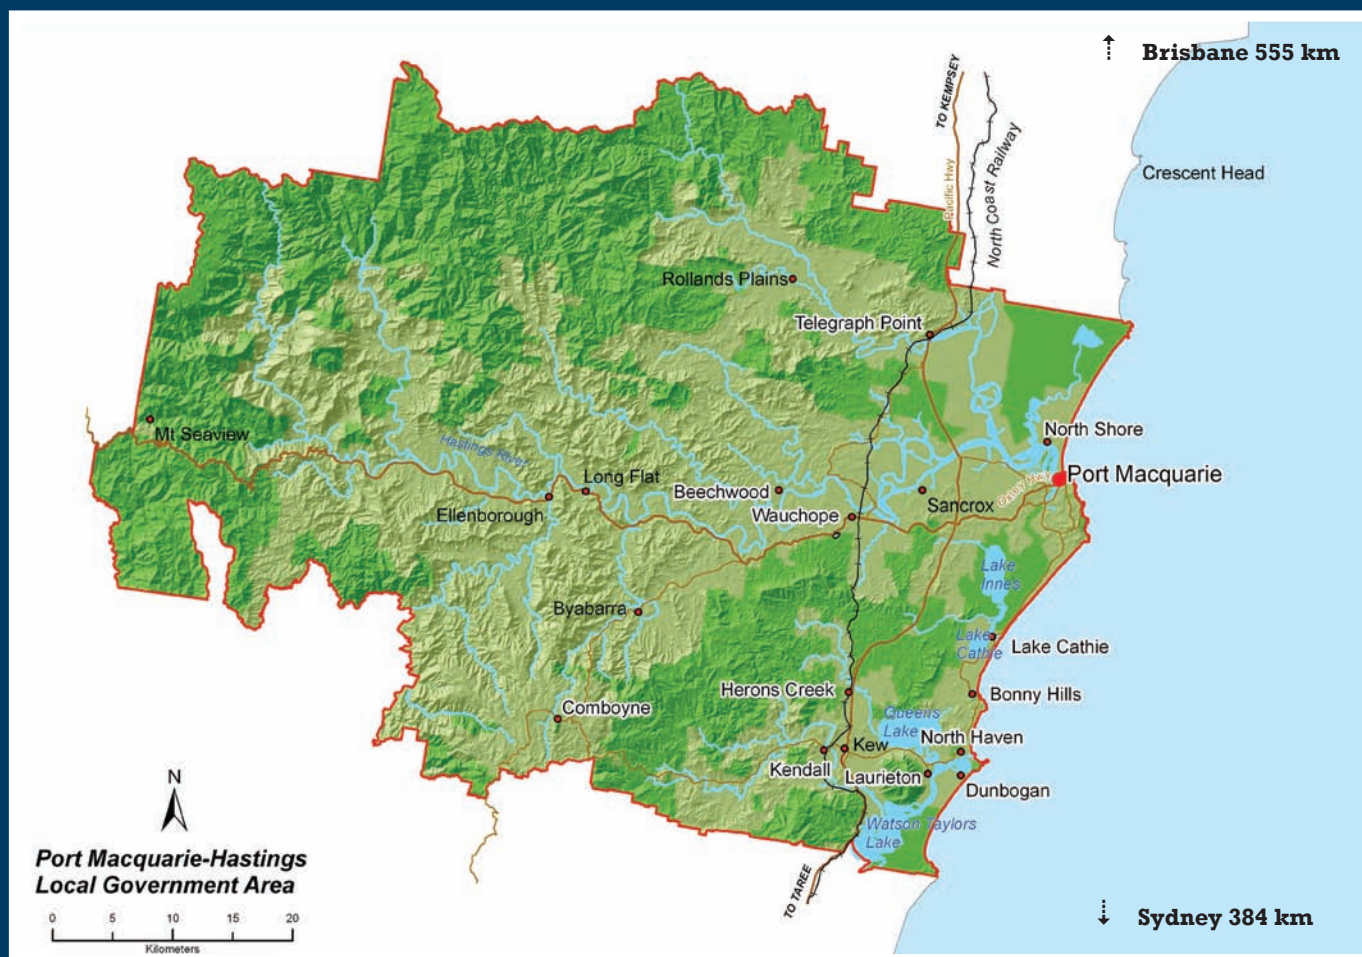 Brisbane 555 km
TO KEMPSEY
Pacific Hwy
North Coast Railway
Crescent Head
Rollands Plains
Telegraph Point
Mt Seaview
Hastings River
North Shore
Port Macquarie
Oxley Hwy
Long Flat
Ellenborough
Beechwood
Wauchope
Sancrox
Lake
Innes
Byabarra
Lake
Cathie
Lake Cathie
Herons Creek
Bonny Hills
Comboyne
Queens
Lake
North Haven
Kew
Kendall
Laurieton
Dunbogan
Watson Taylors
Lake
TO TAREE
N
Port Macquarie-Hastings
Local Government Area
0 5 10 15 20
Kilometers
Sydney 384 km